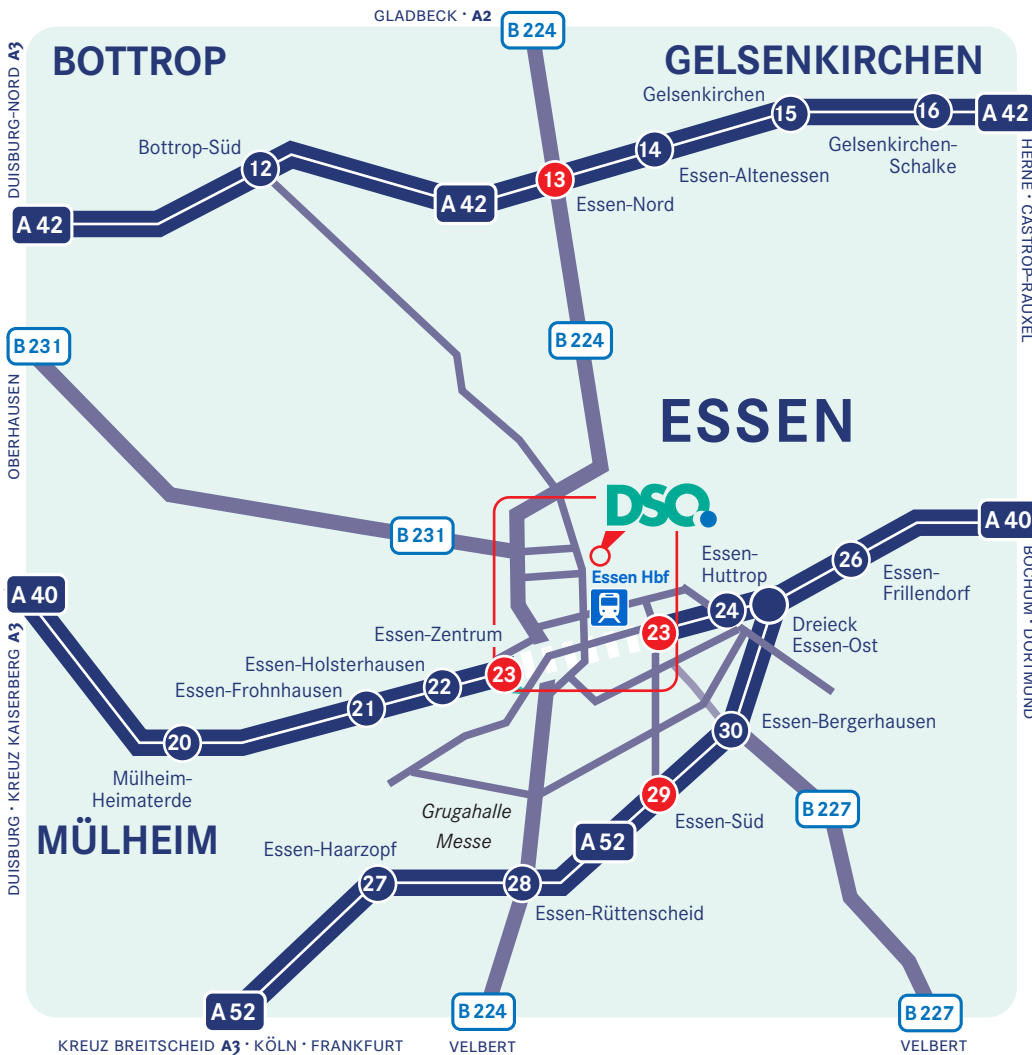 GLADBECK · A2
B 224
BOTTROP
GELSENKIRCHEN
DUISBURG-NORD A3
Gelsenkirchen
15
16
A 42
Bottrop-Süd
12
14
Gelsenkirchen-
Schalke
Essen-Altenessen
13
Essen-Nord
A 42
A 42
HERNE · CASTROP-RAUXEL
B 231
B 224
OBERHAUSEN
ESSEN
DSO
B 231
A 40
Essen-
Huttrop
26
Essen-
Frillendorf
BOCHUM · DORTMUND
Essen Hbf
A 40
24
Dreieck
Essen-Ost
Essen-Zentrum
23
23
Essen-Holsterhausen
22
Essen-Frohnhausen
21
20
Mülheim-
Heimaterde
DUISBURG · KREUZ KAISERBERG A3
MÜLHEIM
30
Essen-Bergerhausen
29
Essen-Süd
B 227
Grugahalle
Messe
A 52
Essen-Haarzopf
27
28
Essen-Rüttenscheid
A 52
B 224
B 227
KREUZ BREITSCHEID A3 · KÖLN · FRANKFURT
VELBERT
VELBERT